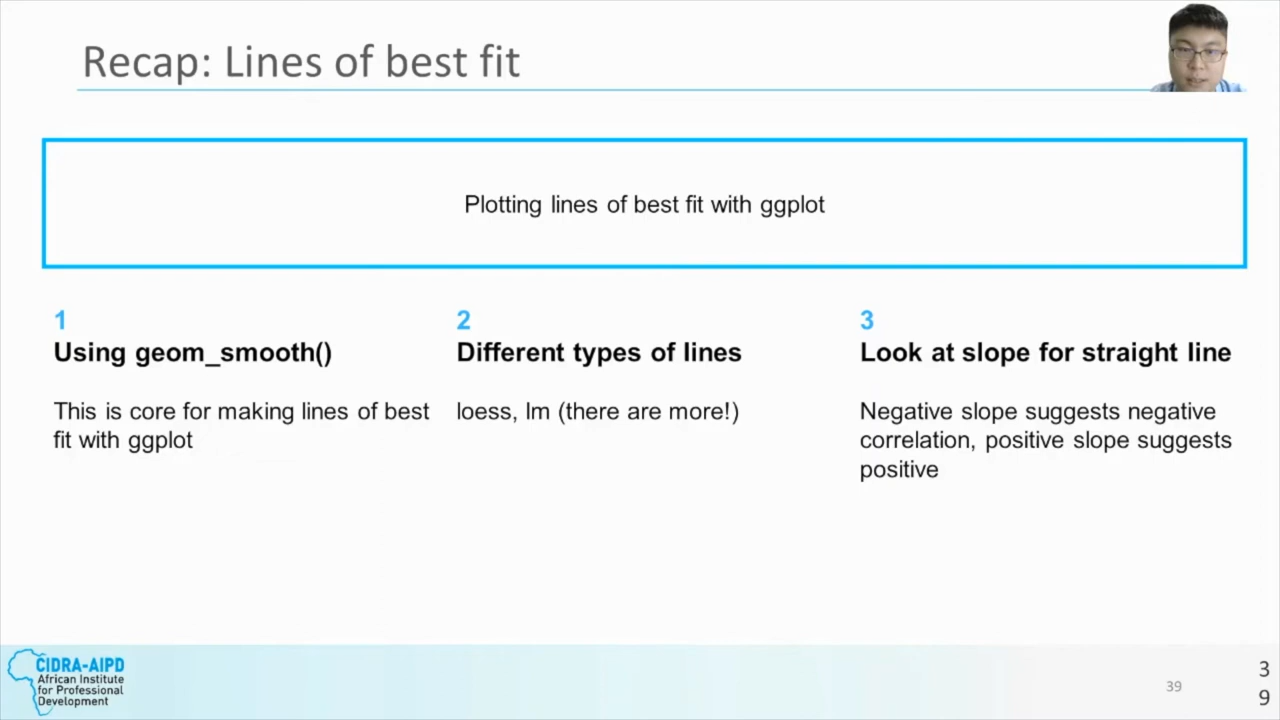 Recap: Lines of best fit
Plotting lines of best fit with ggplot
1
Using geom_smooth()
This is core for making lines of best
fit with ggplot
2
Different types of lines
loess, lm (there are more!)
3
Look at slope for straight line
Negative slope suggests negative
correlation, positive slope suggests
positive
CIDRA-AIPD
African Institute
for Professional
Development
39
3
9